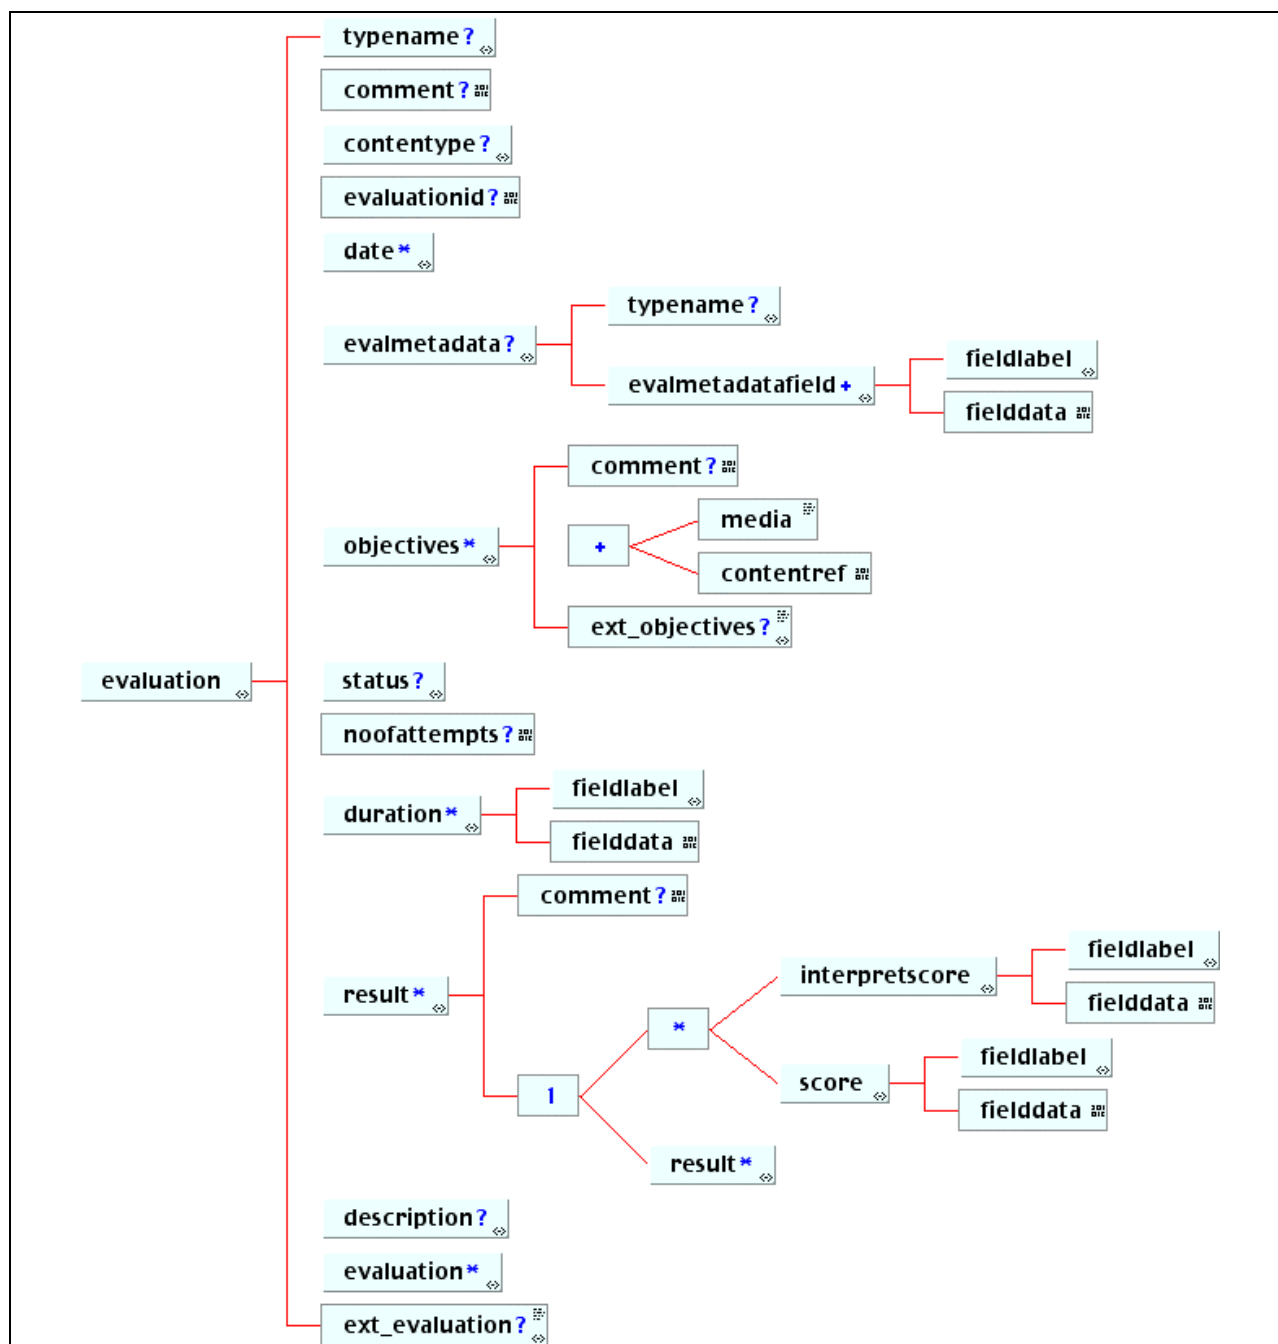 typename?
comment?
contentype?
evaluationid?
date*
typename?
evalmetadata?
fieldlabel
evalmetadatafield+
fielddata
comment?
media
objectives*
+
contentref
ext_objectives?
evaluation
status?
noofattempts?
fieldlabel
duration*
fielddata
comment?
fieldlabel
interpretscore
result*
fielddata
*
fieldlabel
score
1
fielddata
result*
description?
evaluation*
ext_evaluation?